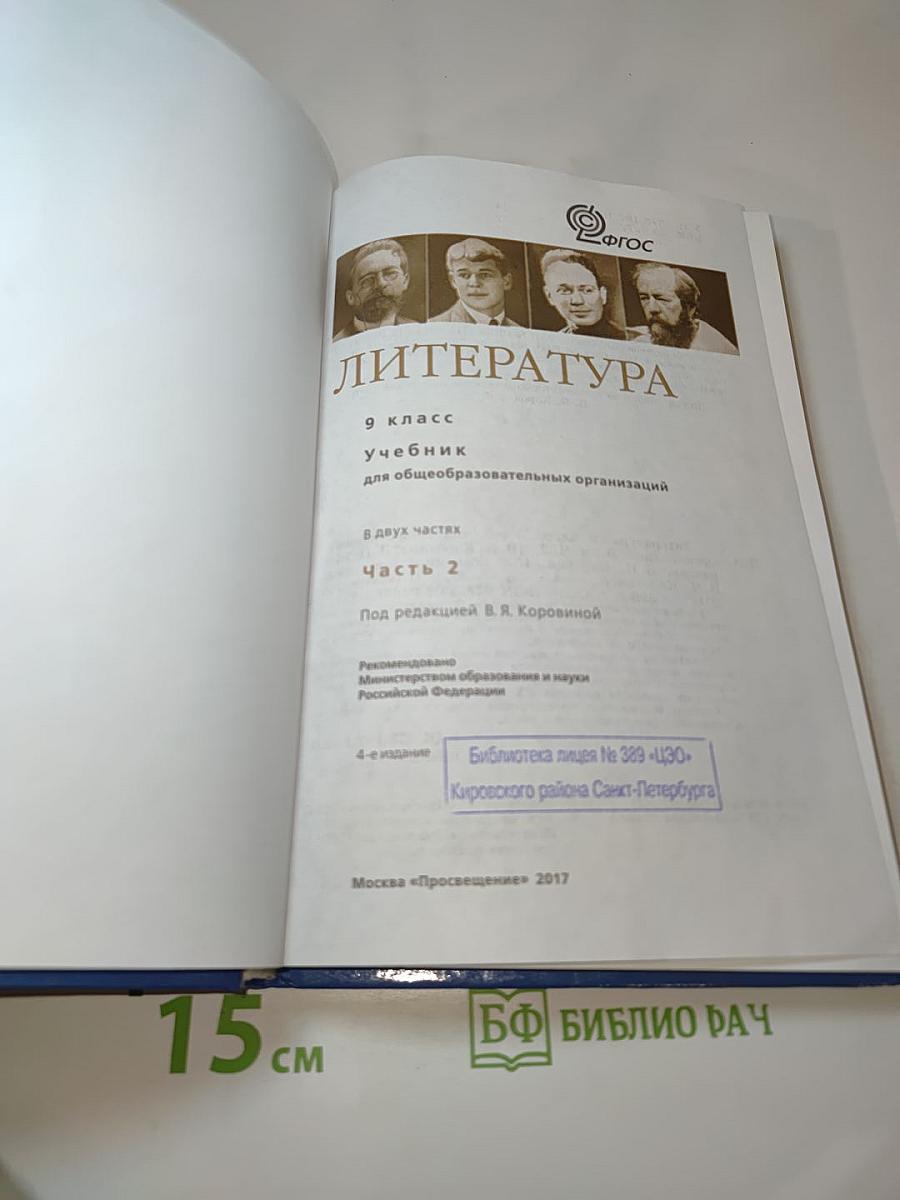 ФГОС
ЛИТЕРАТУРА
9 класс
учебник
для общеобразовательных организаций
В двух частях
Часть 2
Под редакцией В. Я. Коровиной
Рекомендовано
Министерством образования и науки
Российской Федерации
4-е издание
Библиотека лицея № 389 «ЦЭО»
Кировского района Санкт-Петербурга
Москва «Просвещение» 2017
15 см
БФ БИБЛИО